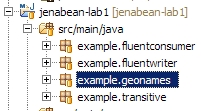 jenabean-lab1 [jenabean-lab1]
src/main/java
example.fluentconsumer
example.fluentwriter
example.geonames
example.transitive